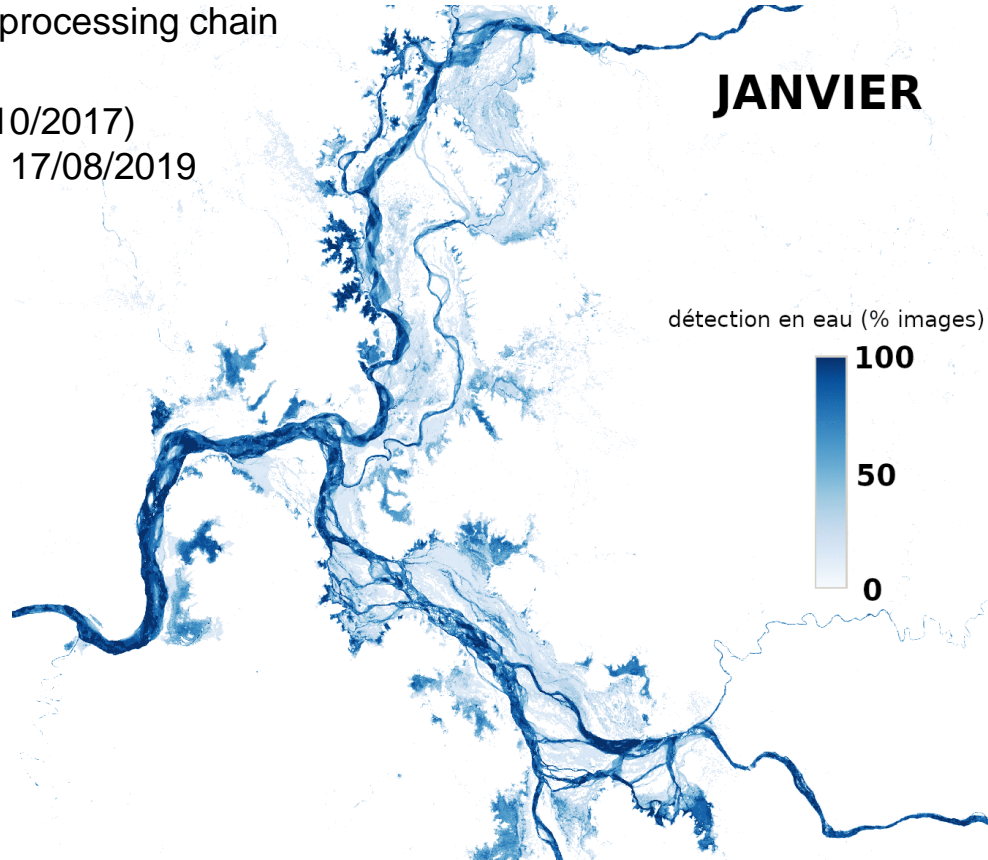 processing chain
10/2017)
17/08/2019
JANVIER
détection en eau (% images)
100
50
0